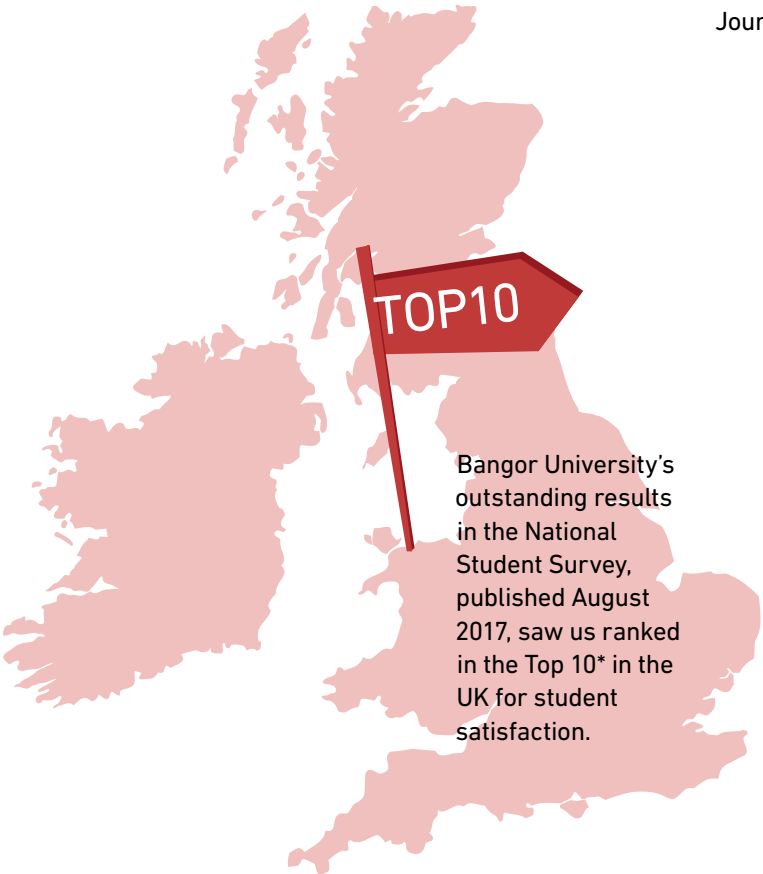 Jour
TOP10
Bangor University's
outstanding results
in the National
Student Survey,
published August
2017, saw us ranked
in the Top 10* in the
UK for student
satisfaction.